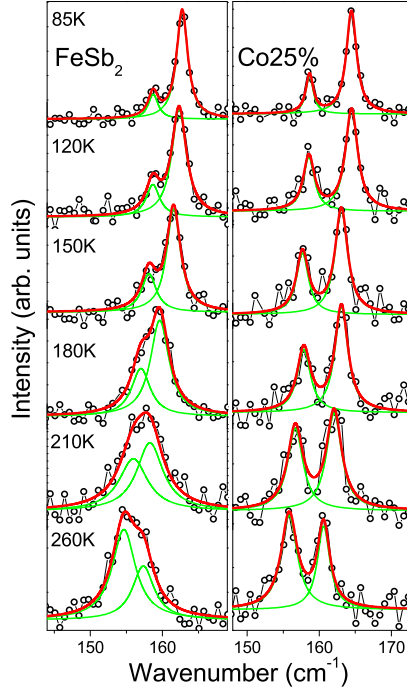 85K
FeSb2
Co25%
120K
150K
180K
210K
260K
Intensity (arb. units)
150 160 150 160 170
Wavenumber (cm-1)